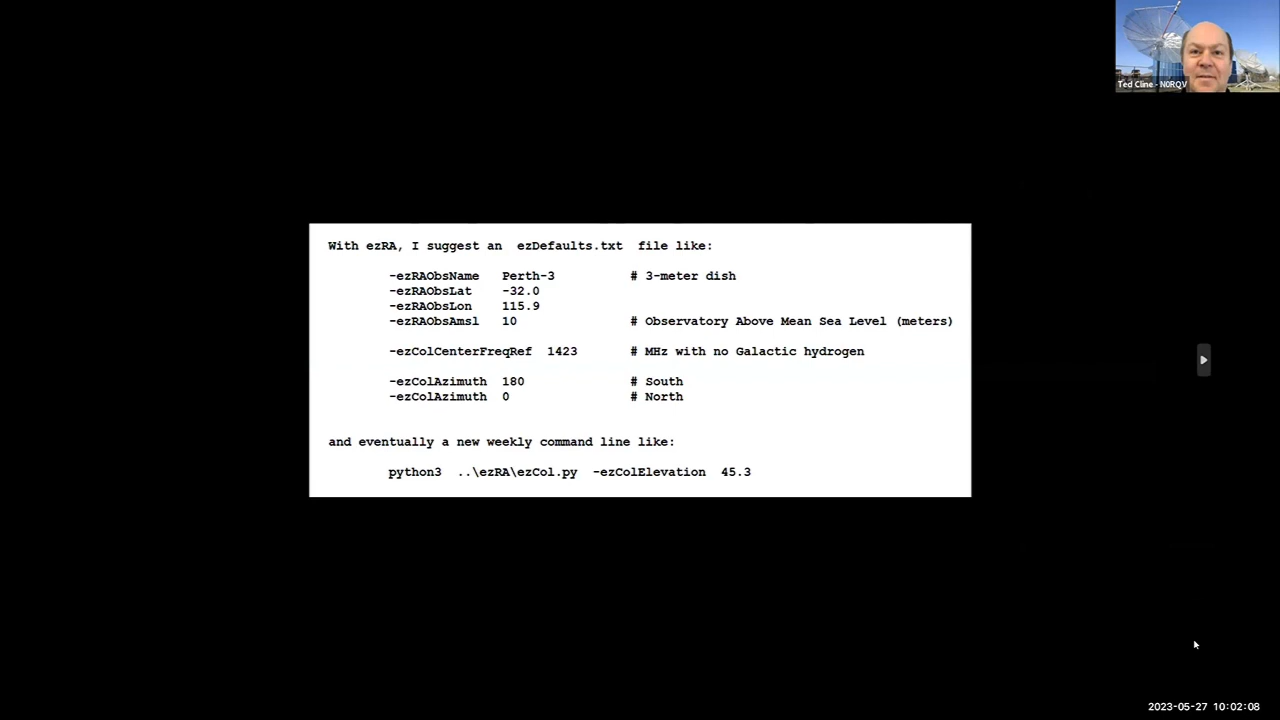 Ted Cline - N0RQV
With ezRA, I suggest an ezDefaults.txt file like:
-ezRAObsName Perth-3 # 3-meter dish
-ezRAObsLat -32.0
-ezRAObsLon 115.9
-ezRAObsAmsl 10 # Observatory Above Mean Sea Level (meters)
-ezColCenterFreqRef 1423 # MHz with no Galactic hydrogen
-ezColAzimuth 180 # South
-ezColAzimuth 0 # North
and eventually a new weekly command line like:
python3 ..\ezRA\ezCol.py -ezColElevation 45.3
2023-05-27 10:02:08